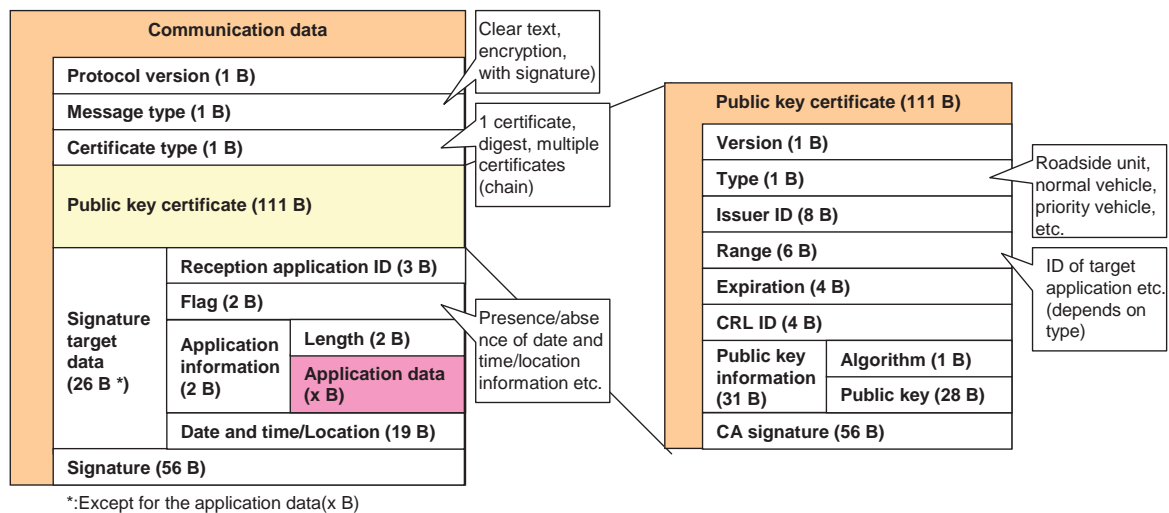 Communication data
Protocol version (1 B)
Message type (1 B)
Certificate type (1 B)
Public key certificate (111 B)
Signature
target
data
(26 B *)
Reception application ID (3 B)
Flag (2 B)
Application
information
(2 B)
Length (2 B)
Application data
(x B)
Date and time/Location (19 B)
Signature (56 B)
*:Except for the application data(x B)
Clear text,
encryption,
with signature)
1 certificate,
digest, multiple
certificates
(chain)
Presence/abse
nce of date and
time/location
information etc.
Public key certificate (111 B)
Version (1 B)
Type (1 B)
Issuer ID (8 B)
Range (6 B)
Expiration (4 B)
CRL ID (4 B)
Public key
information
(31 B)
Algorithm (1 B)
Public key (28 B)
CA signature (56 B)
Roadside unit,
normal vehicle,
priority vehicle,
etc.
ID of target
application etc.
(depends on
type)